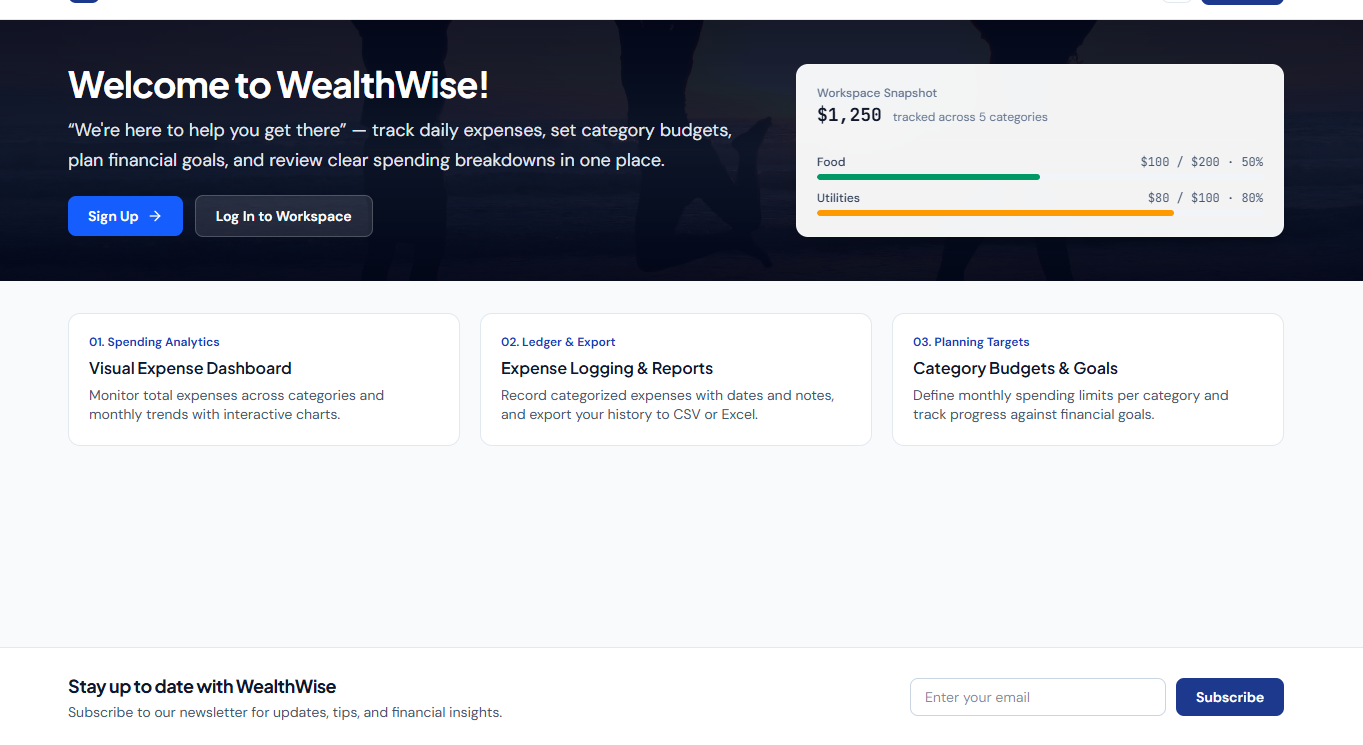 Welcome to WealthWise!
“We're here to help you get there” — track daily expenses, set category budgets,
plan financial goals, and review clear spending breakdowns in one place.
Sign Up →
Log In to Workspace
Workspace Snapshot
$1,250 tracked across 5 categories
Food $100 / $200 · 50%
Utilities $80 / $100 · 80%
01. Spending Analytics
Visual Expense Dashboard
Monitor total expenses across categories and
monthly trends with interactive charts.
02. Ledger & Export
Expense Logging & Reports
Record categorized expenses with dates and notes,
and export your history to CSV or Excel.
03. Planning Targets
Category Budgets & Goals
Define monthly spending limits per category and
track progress against financial goals.
Stay up to date with WealthWise
Subscribe to our newsletter for updates, tips, and financial insights.
Enter your email
Subscribe